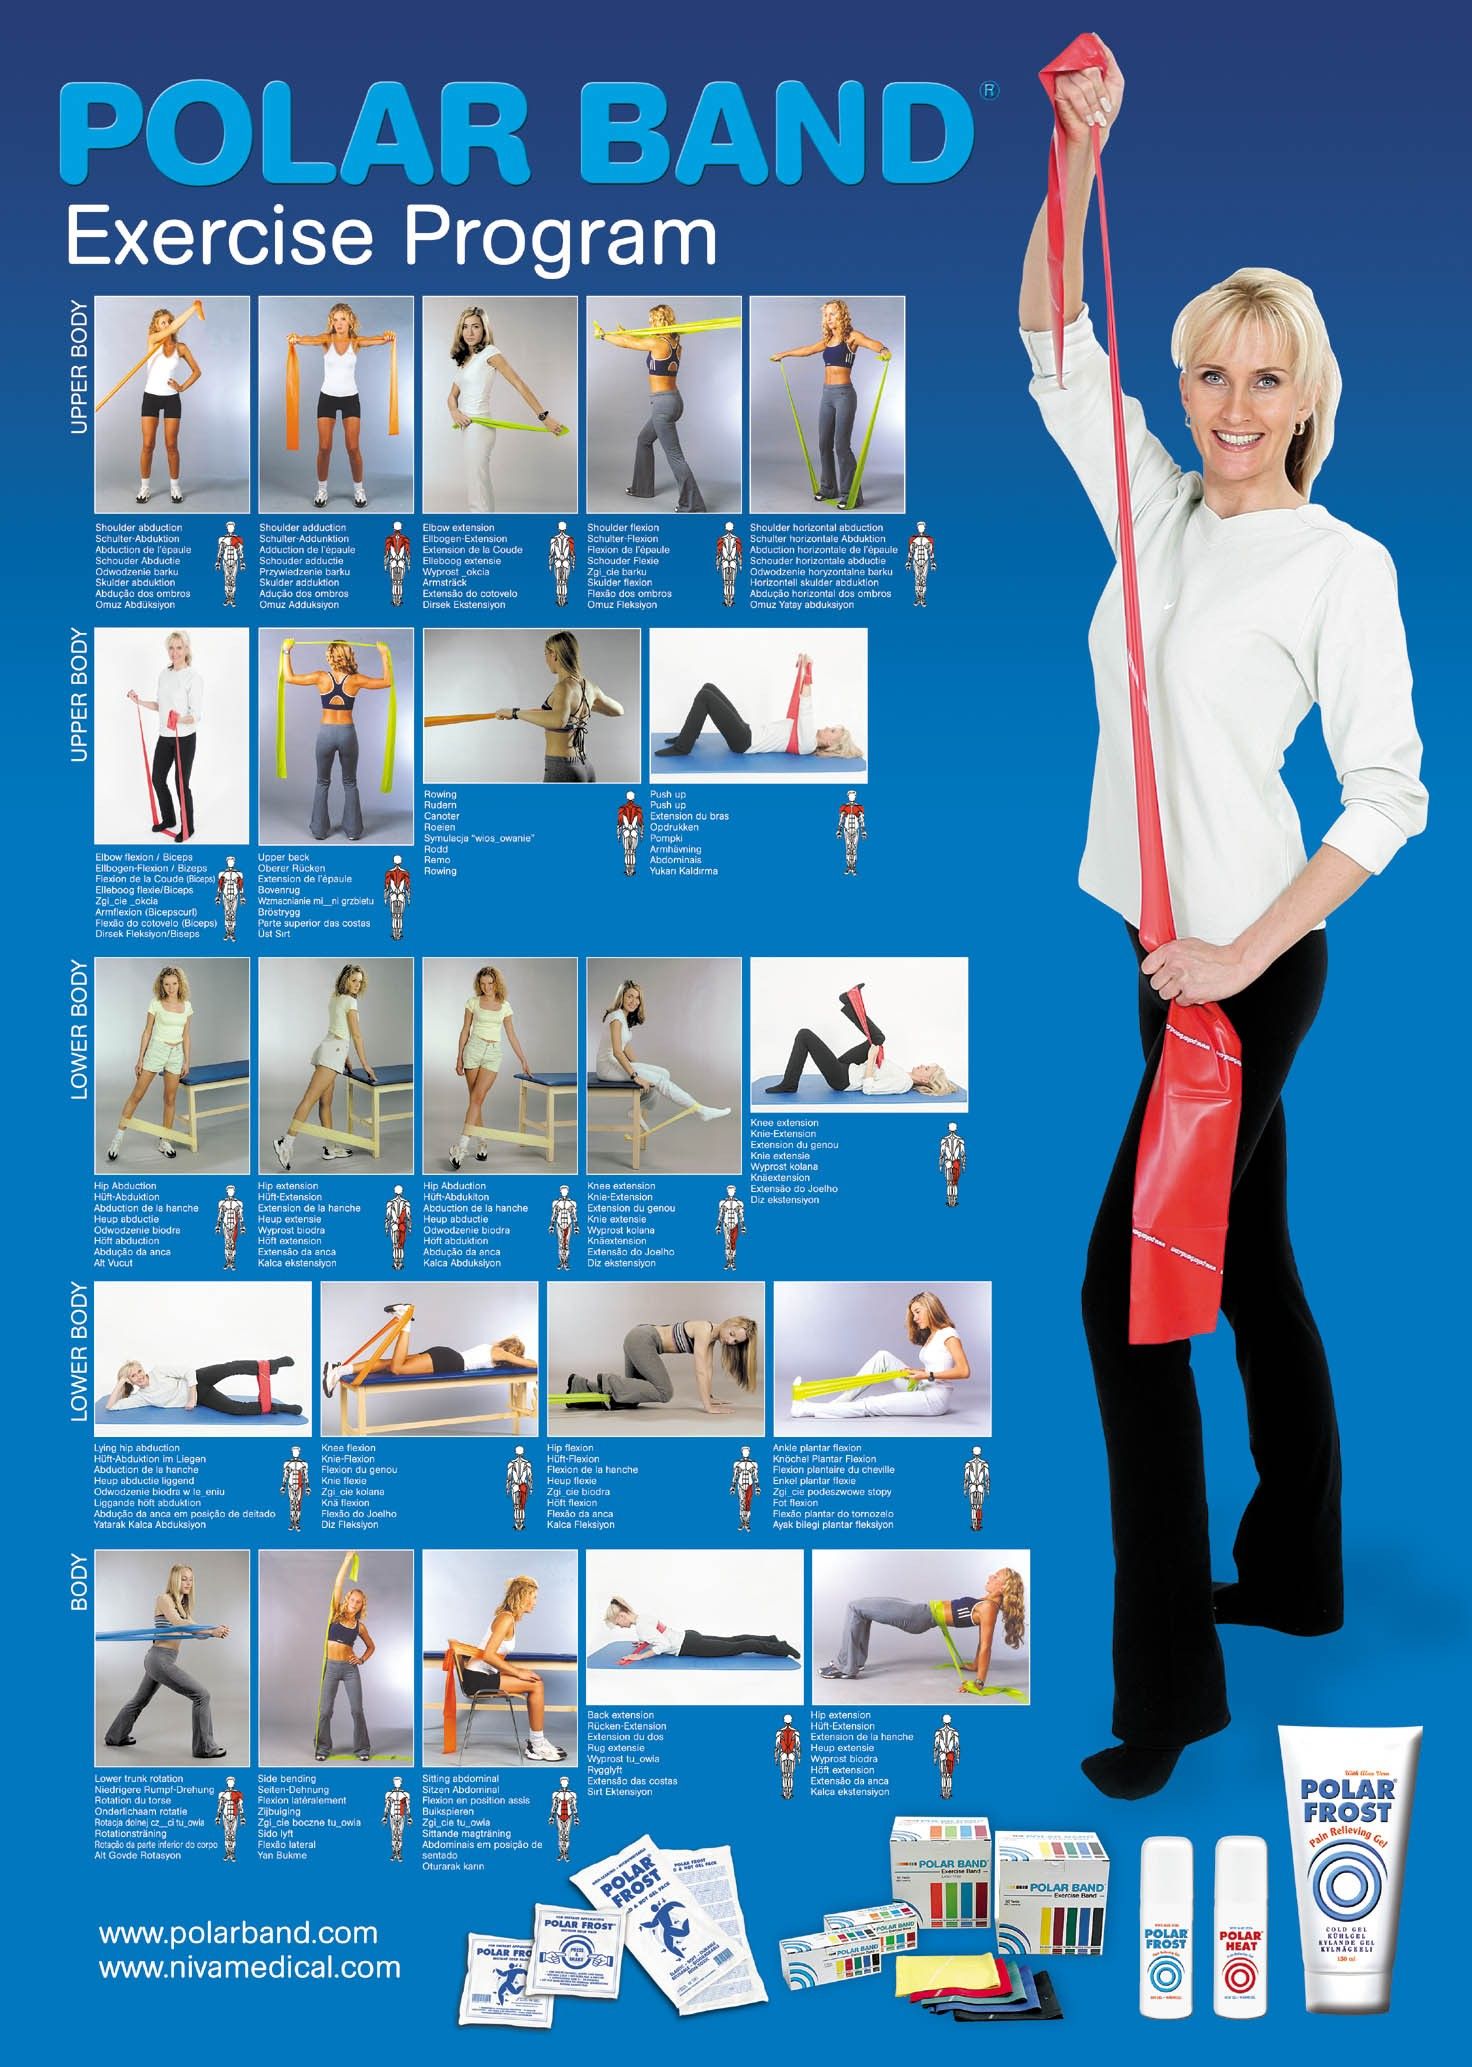 POLAR BAND®
Exercise Program
UPPER BODY
Shoulder abduction
Schulter-Abduktion
Abduction de l'épaule
Schouder Abductie
Odwodzenie barku
Skulder abduktion
Abdução dos ombros
Omuz Abdüksiyon
Shoulder adduction
Schulter-Addunktion
Adduction de l'épaule
Schouder adductie
Przywiedzenie barku
Skulder adduktion
Adução dos ombros
Omuz Adduksiyon
Elbow extension
Ellbogen-Extension
Extension de la Coude
Elleboog extensie
Wyprost _okcia
Armsträck
Extensão do cotovelo
Dirsek Ekstensiyon
Shoulder flexion
Schulter-Flexion
Flexion de l'épaule
Schouder Flexie
Zgi_cie barku
Skulder flexion
Flexão dos ombros
Omuz Fleksiyon
Shoulder horizontal abduction
Schulter horizontale Abduktion
Abduction horizontale de l'épaule
Schouder horizontale abductie
Odwodzenie horyzontalne barku
Horizontell skulder abduktion
Abdução horizontal dos ombros
Omuz Yatay abduksiyon
UPPER BODY
Elbow flexion / Biceps
Ellbogen-Flexion / Bizeps
Flexion de la Coude (Biceps)
Elleboog flexie/Biceps
Zgi_cie _okcia
Armflexion (Bicepscurl)
Flexão do cotovelo (Biceps)
Dirsek Fleksiyon/Biseps
Upper back
Oberer Rücken
Extension de l'épaule
Bovenrug
Wzmacnianie mi__ni grzbietu
Bröstrygg
Parte superior das costas
Üst Sırt
Rowing
Rudern
Canoter
Roeien
Symulacja "wios_owanie"
Rodd
Remo
Rowing
Push up
Push up
Extension du bras
Opdrukken
Pompki
Armhävning
Abdominais
Yukarı Kaldırma
LOWER BODY
Hip Abduction
Hüft-Abduktion
Abduction de la hanche
Heup abductie
Odwodzenie biodra
Höft abduction
Abdução da anca
Alt Vucut
Hip extension
Hüft-Extension
Extension de la hanche
Heup extensie
Wyprost biodra
Höft extension
Extensão da anca
Kalca ekstensiyon
Hip Abduction
Hüft-Abdukiton
Abduction de la hanche
Heup abductie
Odwodzenie biodra
Höft abduktion
Abdução da anca
Kalca Abduksiyon
Knee extension
Knie-Extension
Extension du genou
Knie extensie
Wyprost kolana
Knäextension
Extensão do Joelho
Diz ekstensiyon
Knee extension
Knie-Extension
Extension du genou
Knie extensie
Wyprost kolana
Knäextension
Extensão do Joelho
Diz ekstensiyon
LOWER BODY
Lying hip abduction
Hüft-Abduktion im Liegen
Abduction de la hanche
Heup abductie liggend
Odwodzenie biodra w le_eniu
Liggande höft abduktion
Abdução da anca em posição de deitado
Yatarak Kalca Abduksiyon
Knee flexion
Knie-Flexion
Flexion du genou
Knie flexie
Zgi_cie kolana
Knä flexion
Flexão do Joelho
Diz Fleksiyon
Hip flexion
Hüft-Flexion
Flexion de la hanche
Heup flexie
Zgi_cie biodra
Höft flexion
Flexão da anca
Kalca Fleksiyon
Ankle plantar flexion
Knöchel Plantar Flexion
Flexion plantaire du cheville
Enkel plantar flexie
Zgi_cie podeszwowe stopy
Fot flexion
Flexão plantar do tornozelo
Ayak bilegi plantar fleksiyon
BODY
Lower trunk rotation
Niedrigere Rumpf-Drehung
Rotation du torse
Onderlichaam rotatie
Rotacja dolnej cz__ci tu_owia
Rotationsträning
Rotação da parte inferior do corpo
Alt Govde Rotasyon
Side bending
Seiten-Dehnung
Flexion latéralement
Zijbuiging
Zgi_cie boczne tu_owia
Sido lyft
Flexão lateral
Yan Bukme
Sitting abdominal
Sitzen Abdominal
Flexion en position assis
Buikspieren
Zgi_cie tu_owia
Sittande magträning
Abdominais em posição de
sentado
Oturarak karın
Back extension
Rücken-Extension
Extension du dos
Rug extensie
Wyprost tu_owia
Rygglyft
Extensão das costas
Sirt Ektensiyon
Hip extension
Hüft-Extension
Extension de la hanche
Heup extensie
Wyprost biodra
Höft extension
Extensão da anca
Kalca ekstensiyon
www.polarband.com
www.nivamedical.com
POLAR FRO
POLAR FROST
PRESS & SHAKE
POLAR
FROST
POLAR BAND
Exercise Band
POLAR BAND
Exercise Band
POLAR BAND
POLAR BAND
POLAR
FROST
POLAR
HEAT
With Aloe Vera
POLAR
FROST
Pain Relieving Gel
COLD GEL
KÜHLGEL
KYLANDE GEL
KYLMÄGEELI
150 ml